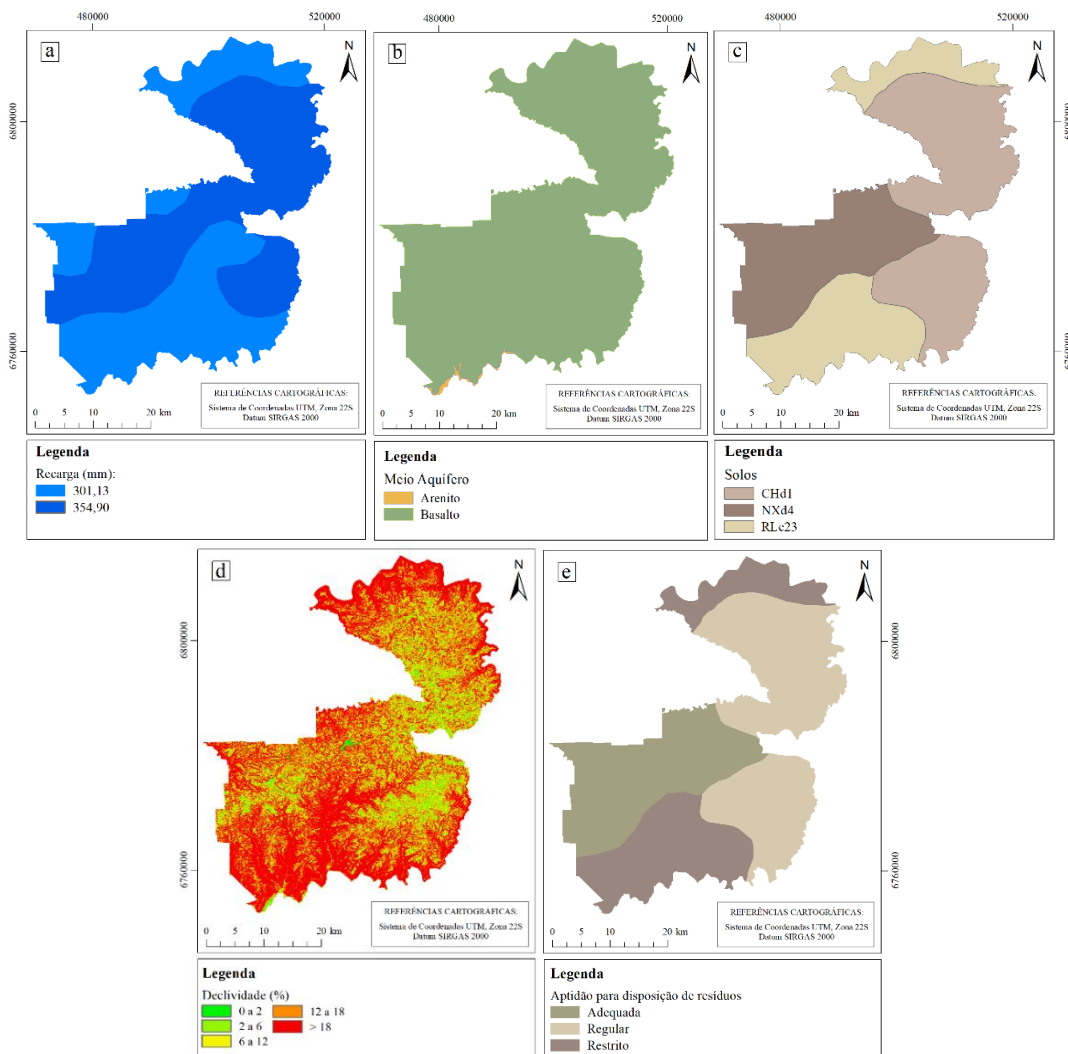 480000
520000
480000
520000
480000
520000
a
N
b
N
c
N
6800000
6760000
6800000
6760000
REFERÊNCIAS CARTOGRÁFICAS:
Sistema de Coordenadas UTM, Zona 22S
Datum SIRGAS 2000
0 5 10 20 km
REFERÊNCIAS CARTOGRÁFICAS:
Sistema de Coordenadas UTM, Zona 22S
Datum SIRGAS 2000
0 5 10 20 km
REFERÊNCIAS CARTOGRÁFICAS:
Sistema de Coordenadas UTM, Zona 22S
Datum SIRGAS 2000
0 5 10 20 km
Legenda
Recarga (mm):
301,13
354,90
Legenda
Meio Aquífero
Arenito
Basalto
Legenda
Solos
CHd1
NXd4
RLe23
d
N
e
N
6800000
6760000
6800000
6760000
REFERÊNCIAS CARTOGRÁFICAS:
Sistema de Coordenadas UTM, Zona 22S
Datum SIRGAS 2000
0 5 10 20 km
REFERÊNCIAS CARTOGRÁFICAS:
Sistema de Coordenadas UTM, Zona 22S
Datum SIRGAS 2000
0 5 10 20 km
Legenda
Declividade (%)
0 a 2
2 a 6
6 a 12
12 a 18
> 18
Legenda
Aptidão para disposição de resíduos
Adequada
Regular
Restrito